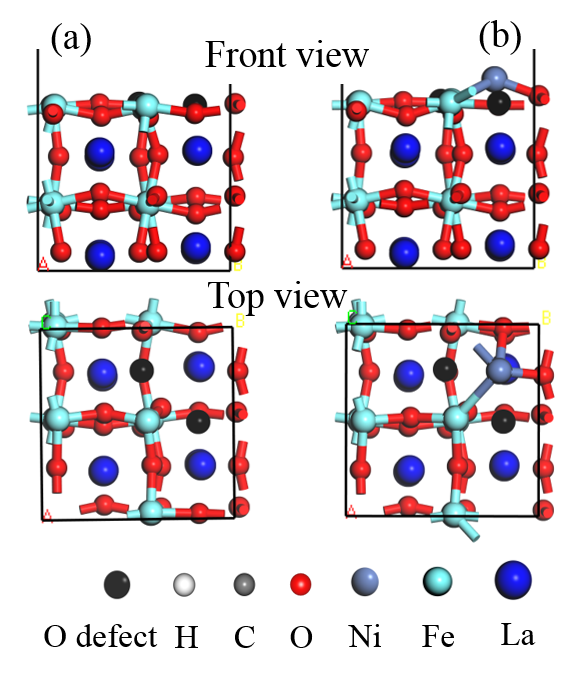 (a)
(b)
Front view
A
B
A
B
Top view
C
B
C
B
A
A
O defect H C O Ni Fe La